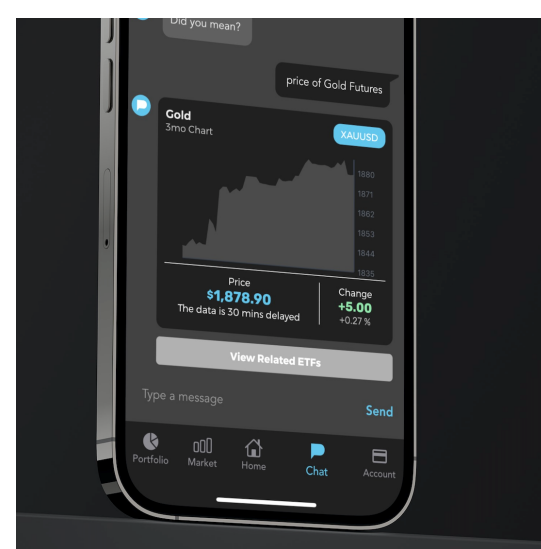 Did you mean?
price of Gold Futures
Gold
3mo Chart
XAUUSD
1880
1871
1862
1853
1844
1835
Price
$1,878.90
The data is 30 mins delayed
Change
+5.00
+0.27 %
View Related ETFs
Type a message
Send
Portfolio
Market
Home
Chat
Account